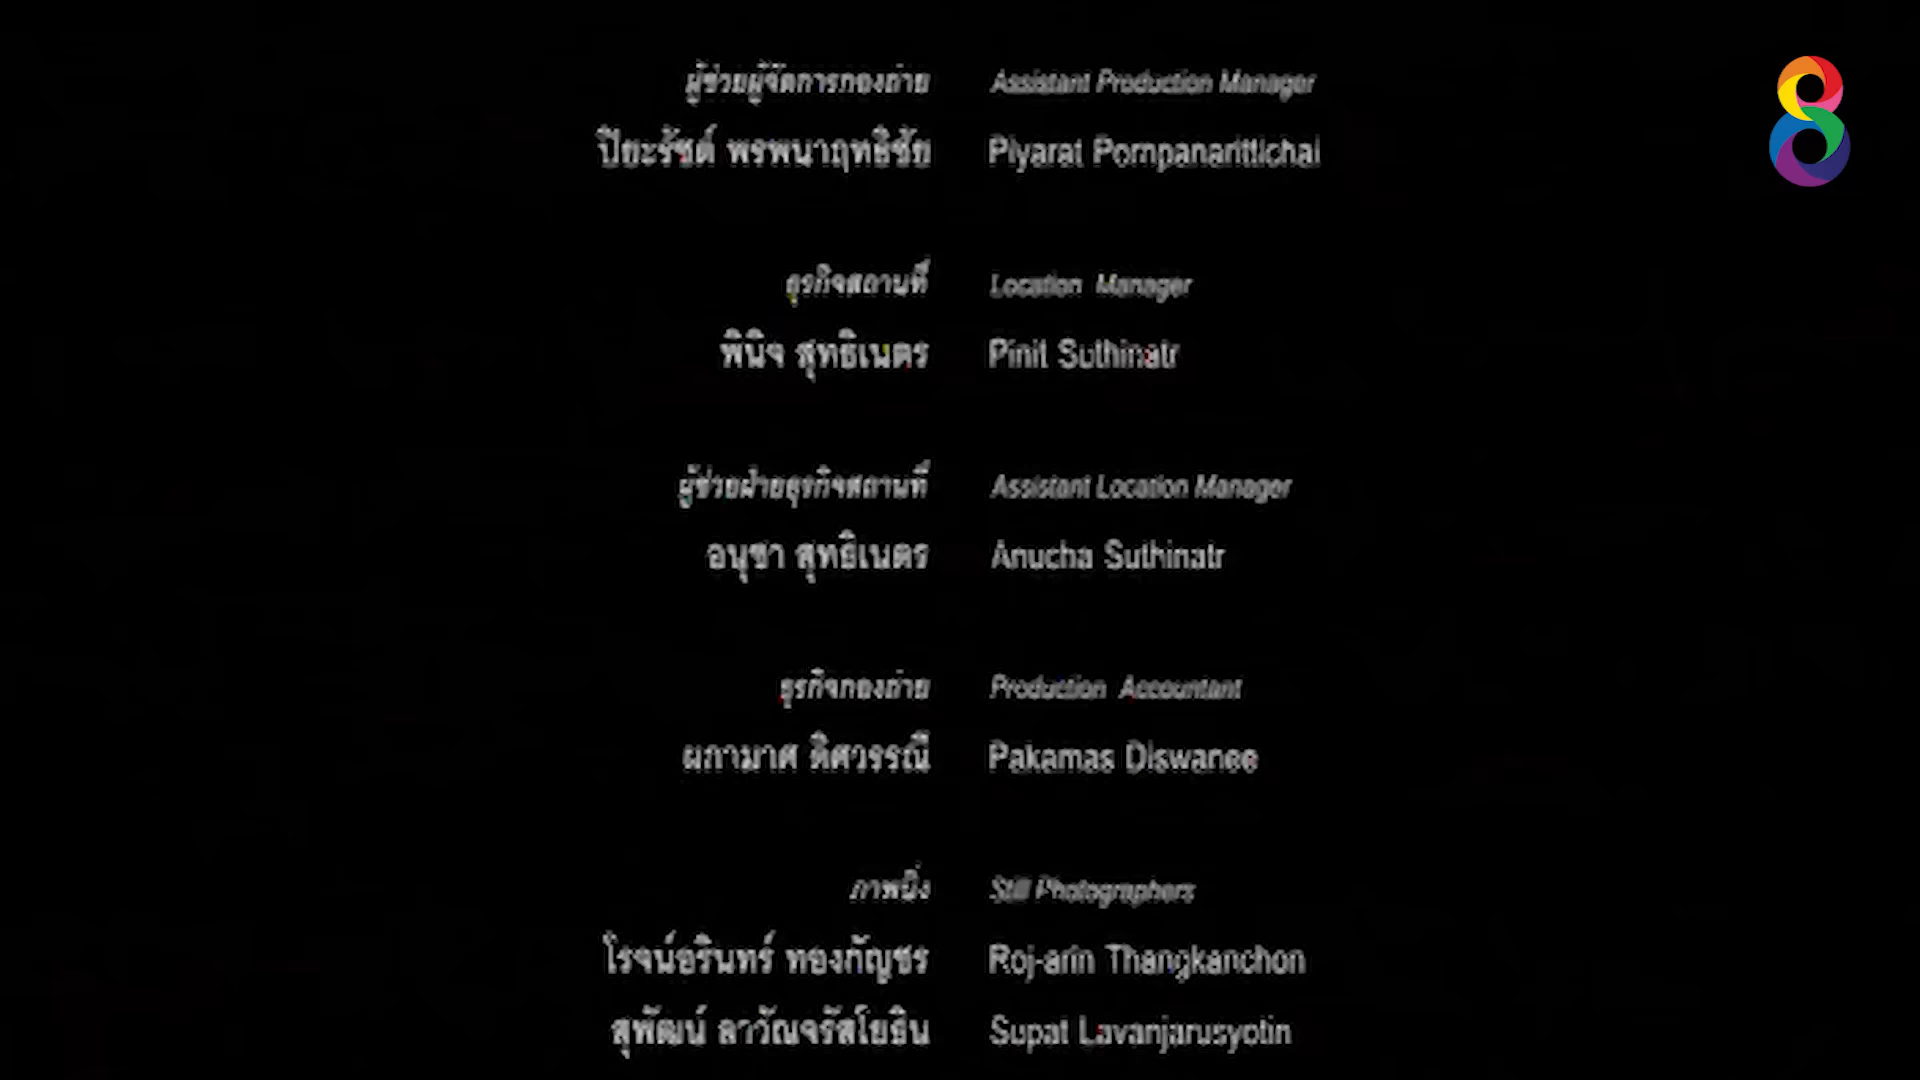 ผู้ช่วยผู้จัดการกองถ่าย Assistant Production Manager
ปิยะรัชต์ พรพนาฤทธิชัย Piyarat Pornpanarittichai
ธุรกิจสถานที่ Location Manager
พินิจ สุทธิเนตร Pinit Suthinatr
ผู้ช่วยฝ่ายธุรกิจสถานที่ Assistant Location Manager
อนุชา สุทธิเนตร Anucha Suthinatr
ธุรกิจกองถ่าย Production Accountant
ผกามาศ ดิศวรรณี Pakamas Diswanee
ภาพนิ่ง Still Photographers
โรจน์อรินทร์ ทองกัญชร Roj-arin Thangkanchon
สุพัฒน์ ลาวัณจรัสโยธิน Supat Lavanjarusyotin
8